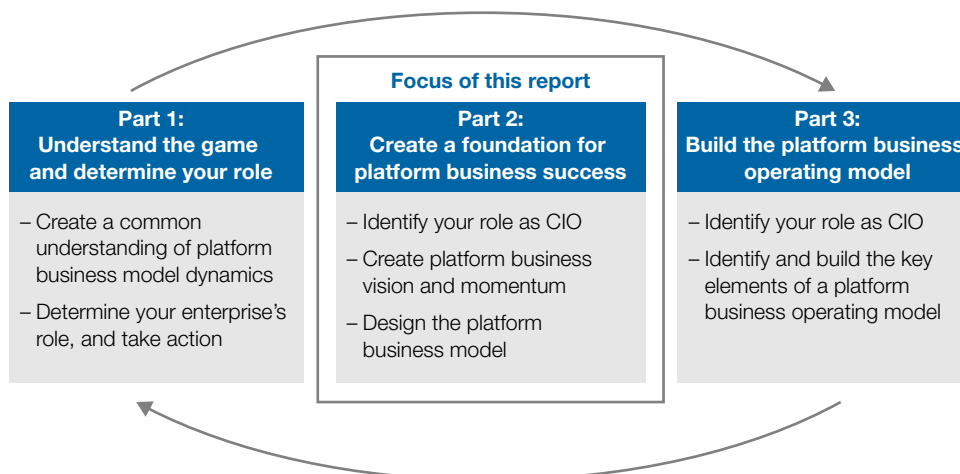 Focus of this report
Part 1:
Understand the game
and determine your role
– Create a common
understanding of platform
business model dynamics
– Determine your enterprise's
role, and take action
Part 2:
Create a foundation for
platform business success
– Identify your role as CIO
– Create platform business
vision and momentum
– Design the platform
business model
Part 3:
Build the platform business
operating model
– Identify your role as CIO
– Identify and build the key
elements of a platform
business operating model